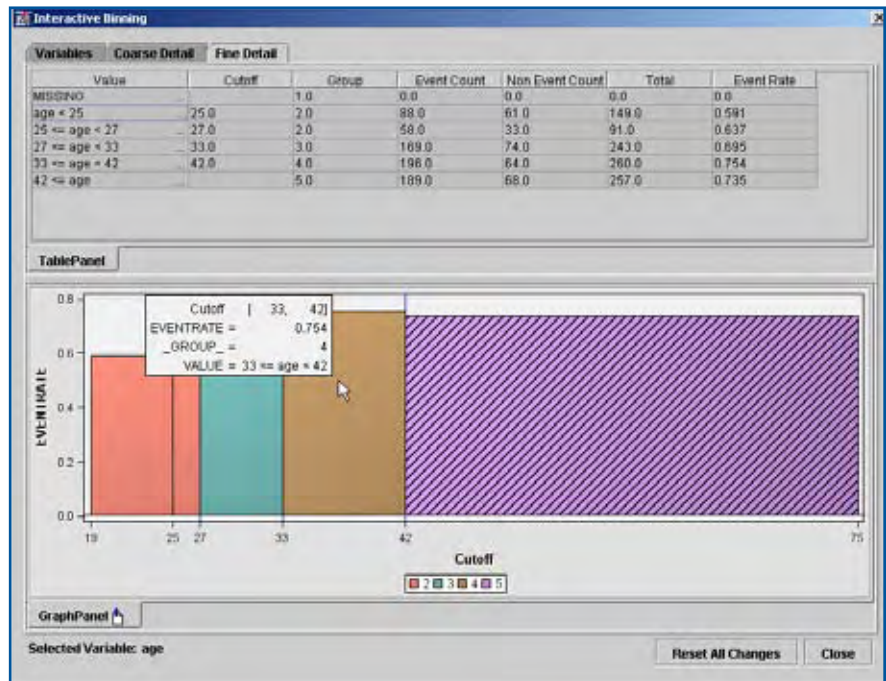 Interactive Binning
Variables Coarse Detail Fine Detail
Value Cutoff Group Event Count Non Event Count Total Event Rate
MISSING ... 1.0 0.0 0.0 0.0 0.0
age < 25 ... 25.0 2.0 88.0 61.0 149.0 0.591
25 <= age < 27 ... 27.0 2.0 58.0 33.0 91.0 0.637
27 <= age < 33 ... 33.0 3.0 169.0 74.0 243.0 0.695
33 <= age < 42 ... 42.0 4.0 196.0 64.0 260.0 0.754
42 <= age ... 5.0 189.0 68.0 257.0 0.735
TablePanel
0.8
0.6
0.4
0.2
0.0
EVENTRATE
Cutoff [ 33, 42]
EVENTRATE = 0.754
_GROUP_ = 4
VALUE = 33 <= age < 42
19 25 27 33 42 75
Cutoff
2 3 4 5
GraphPanel
Selected Variable: age
Reset All Changes Close